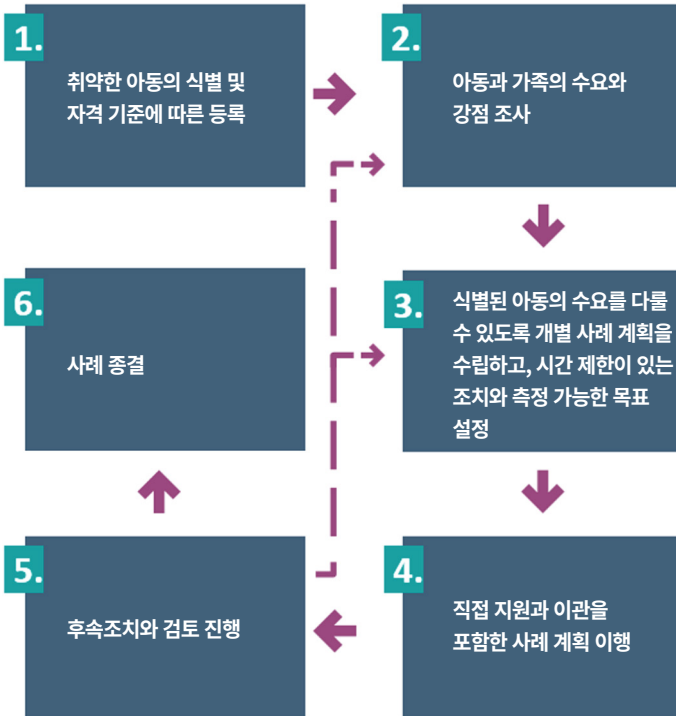 1.
취약한 아동의 식별 및
자격 기준에 따른 등록
2.
아동과 가족의 수요와
강점 조사
3.
식별된 아동의 수요를 다룰
수 있도록 개별 사례 계획을
수립하고, 시간 제한이 있는
조치와 측정 가능한 목표
설정
4.
직접 지원과 이관을
포함한 사례 계획 이행
5.
후속조치와 검토 진행
6.
사례 종결